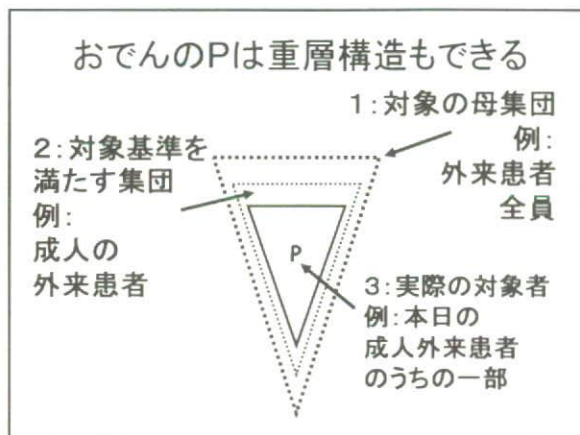 おでんのPは重層構造もできる
1:対象の母集団
例:
外来患者
全員
2:対象基準を
満たす集団
例:
成人の
外来患者
P
3:実際の対象者
例:本日の
成人外来患者
のうちの一部